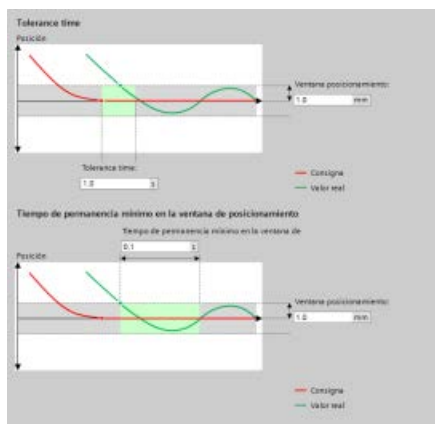 Tolerance time
Posición
Ventana posicionamiento:
1.0 mm
Tolerance time:
1.0 s
Consigna
Valor real
Tiempo de permanencia mínimo en la ventana de posicionamiento
Tiempo de permanencia mínimo en la ventana de
0.1 s
Posición
Ventana posicionamiento:
1.0 mm
Consigna
Valor real